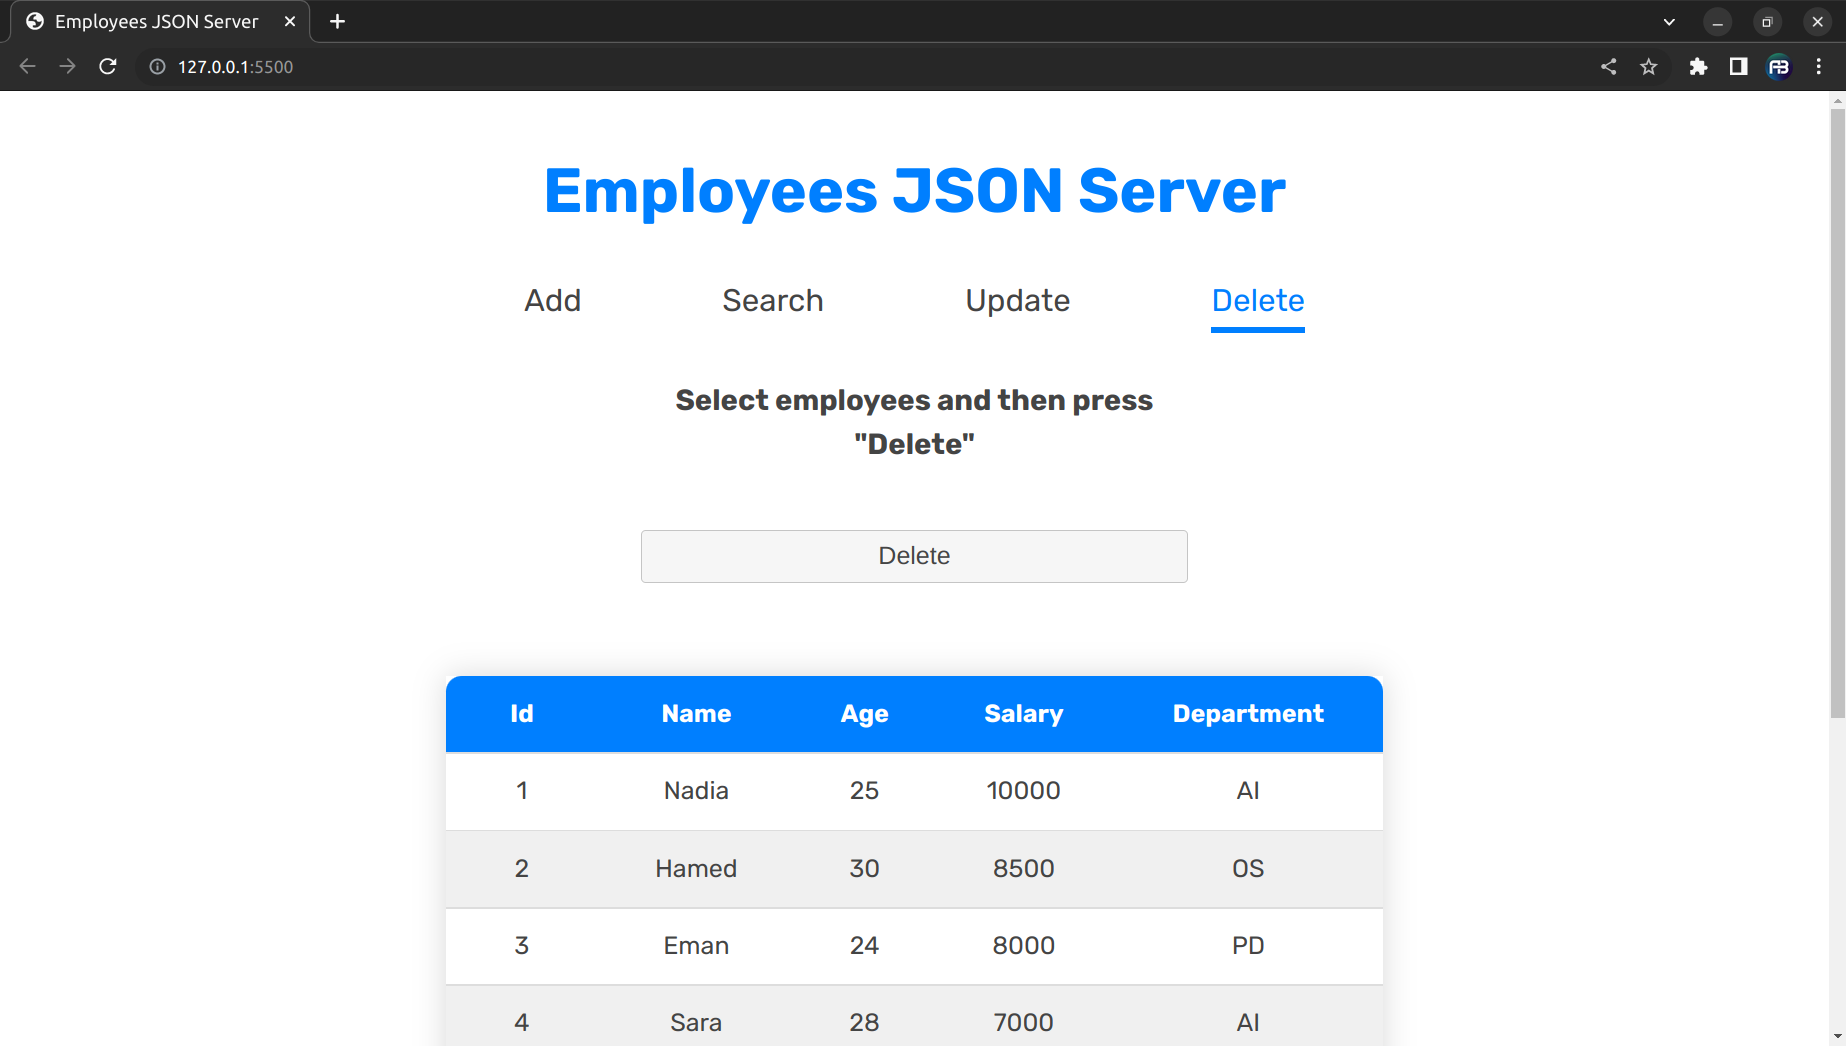 Employees JSON Server
127.0.0.1:5500
AB
Employees JSON Server
Add Search Update Delete
Select employees and then press
"Delete"
Delete
Id Name Age Salary Department
1 Nadia 25 10000 AI
2 Hamed 30 8500 OS
3 Eman 24 8000 PD
4 Sara 28 7000 AI